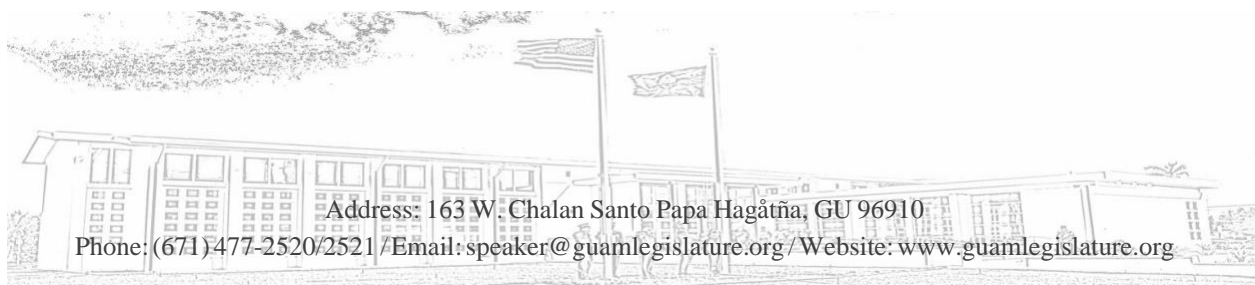 Address: 163 W. Chalan Santo Papa Hagåtña, GU 96910
Phone: (671) 477-2520/2521 / Email: speaker@guamlegislature.org / Website: www.guamlegislature.org